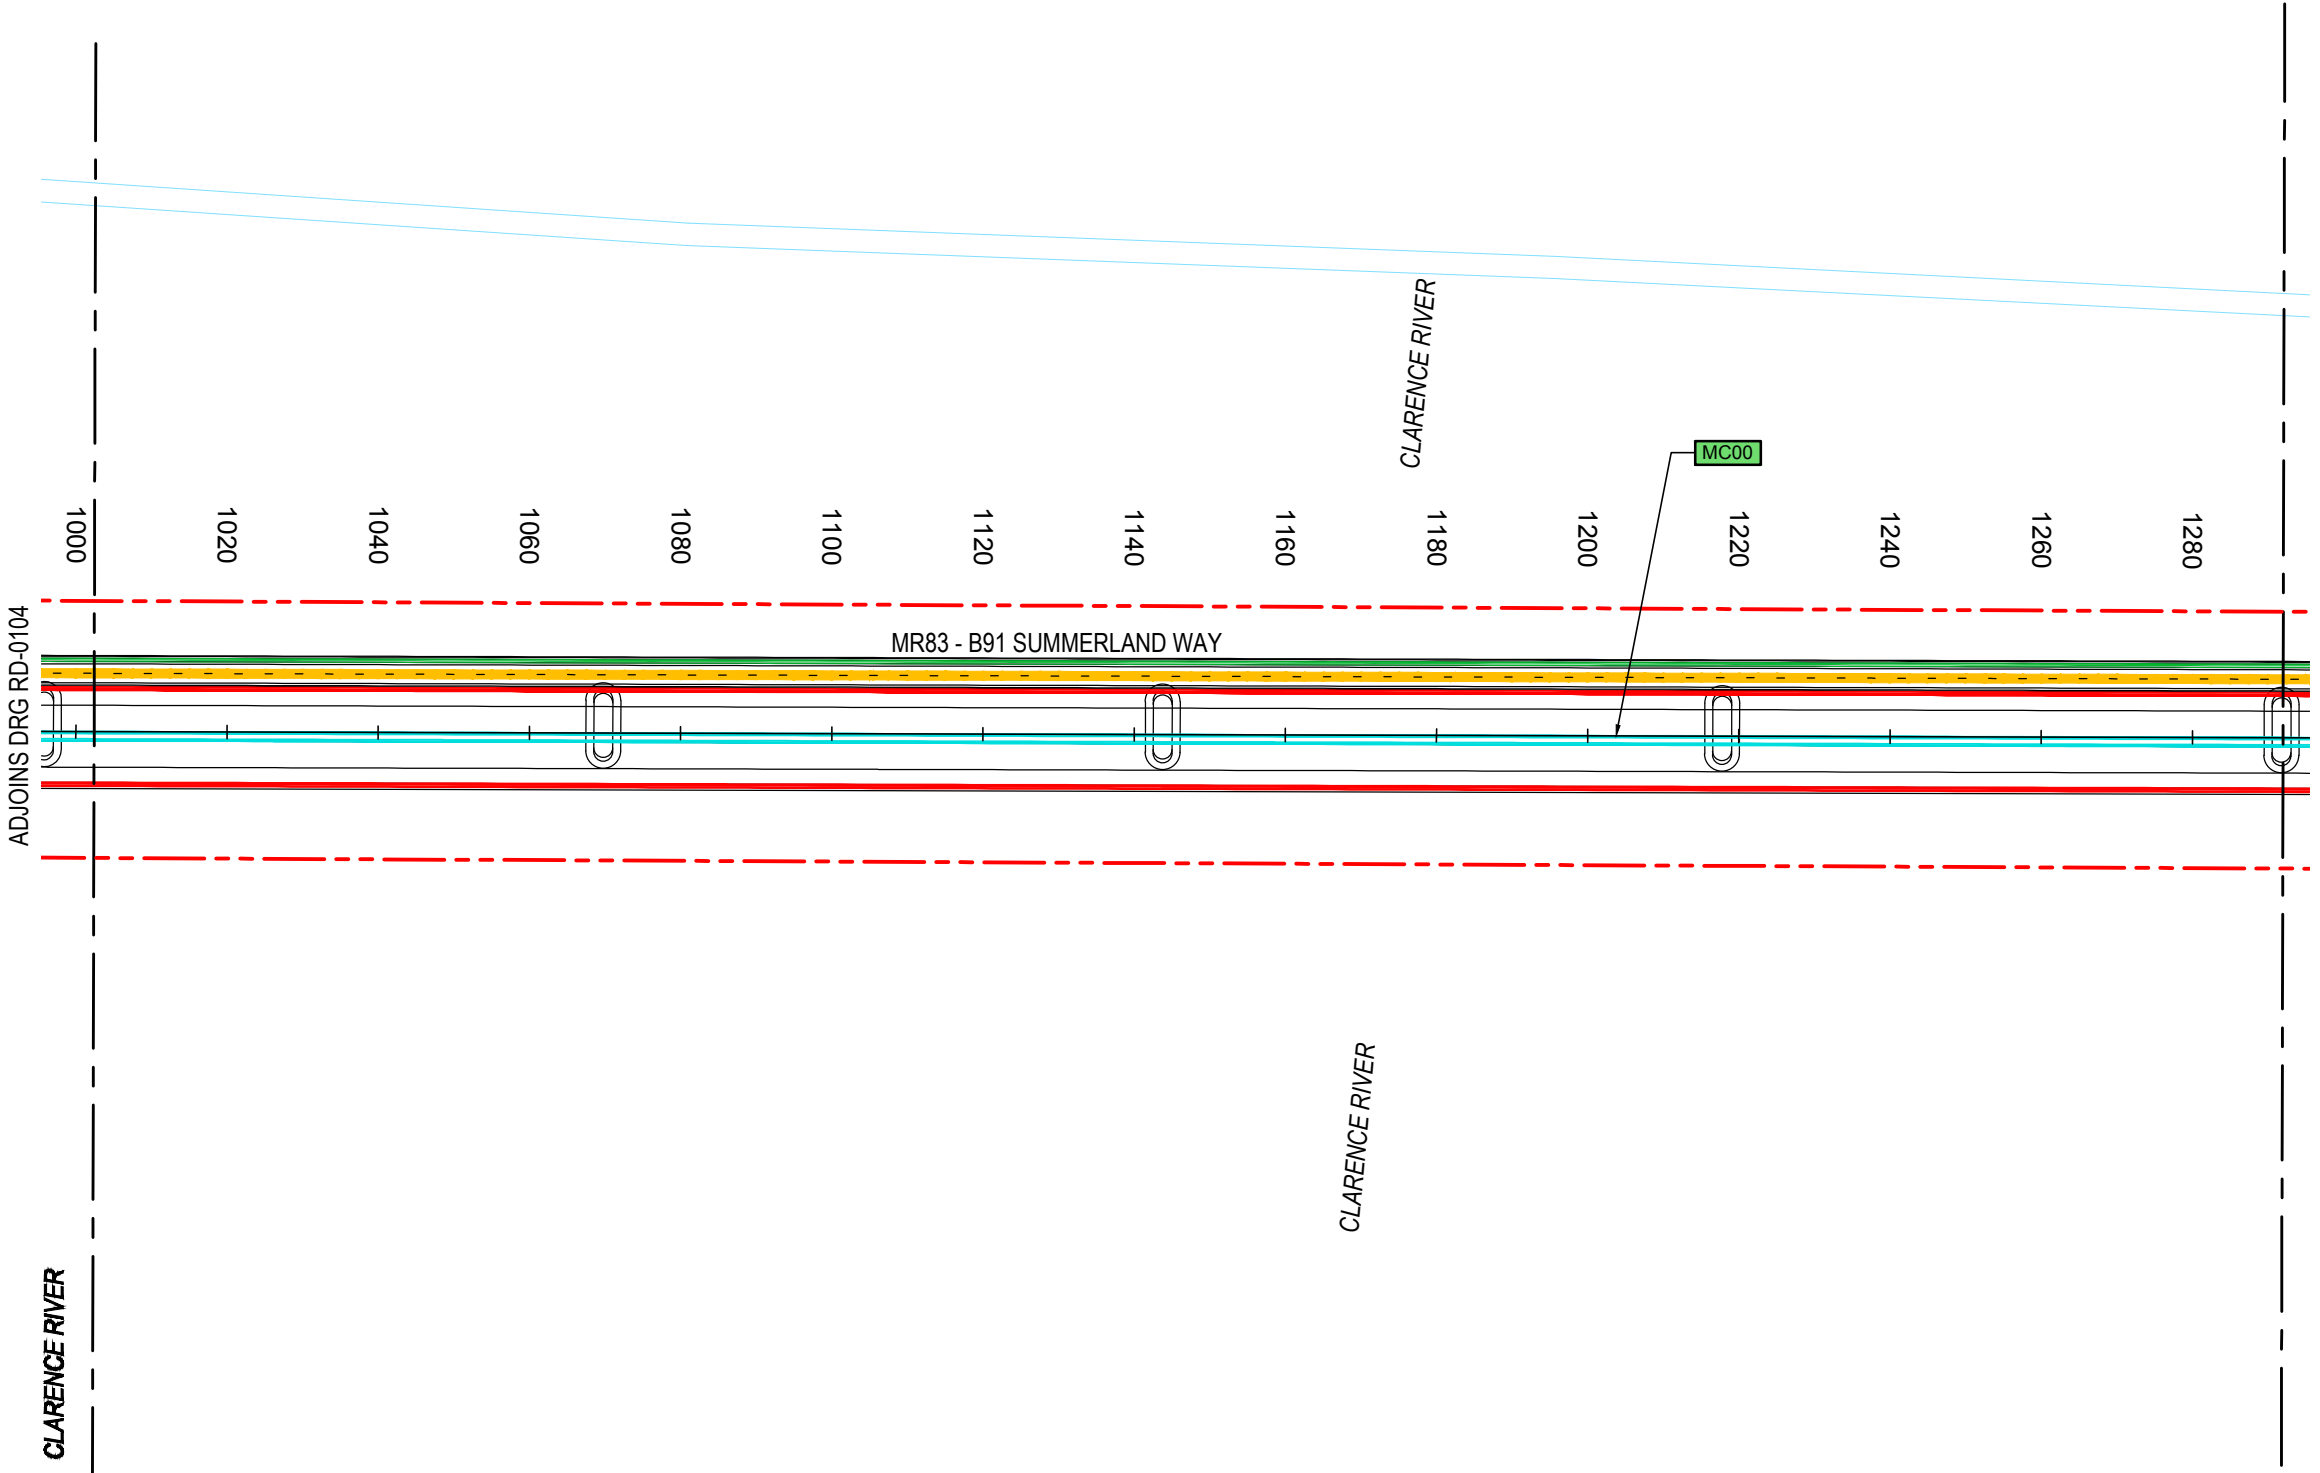 CLARENCE RIVER
MC00
1000
1020
1040
1060
1080
1100
1120
1140
1160
1180
1200
1220
1240
1260
1280
ADJOINS DRG RD-0104
MR83 - B91 SUMMERLAND WAY
CLARENCE RIVER
CLARENCE RIVER